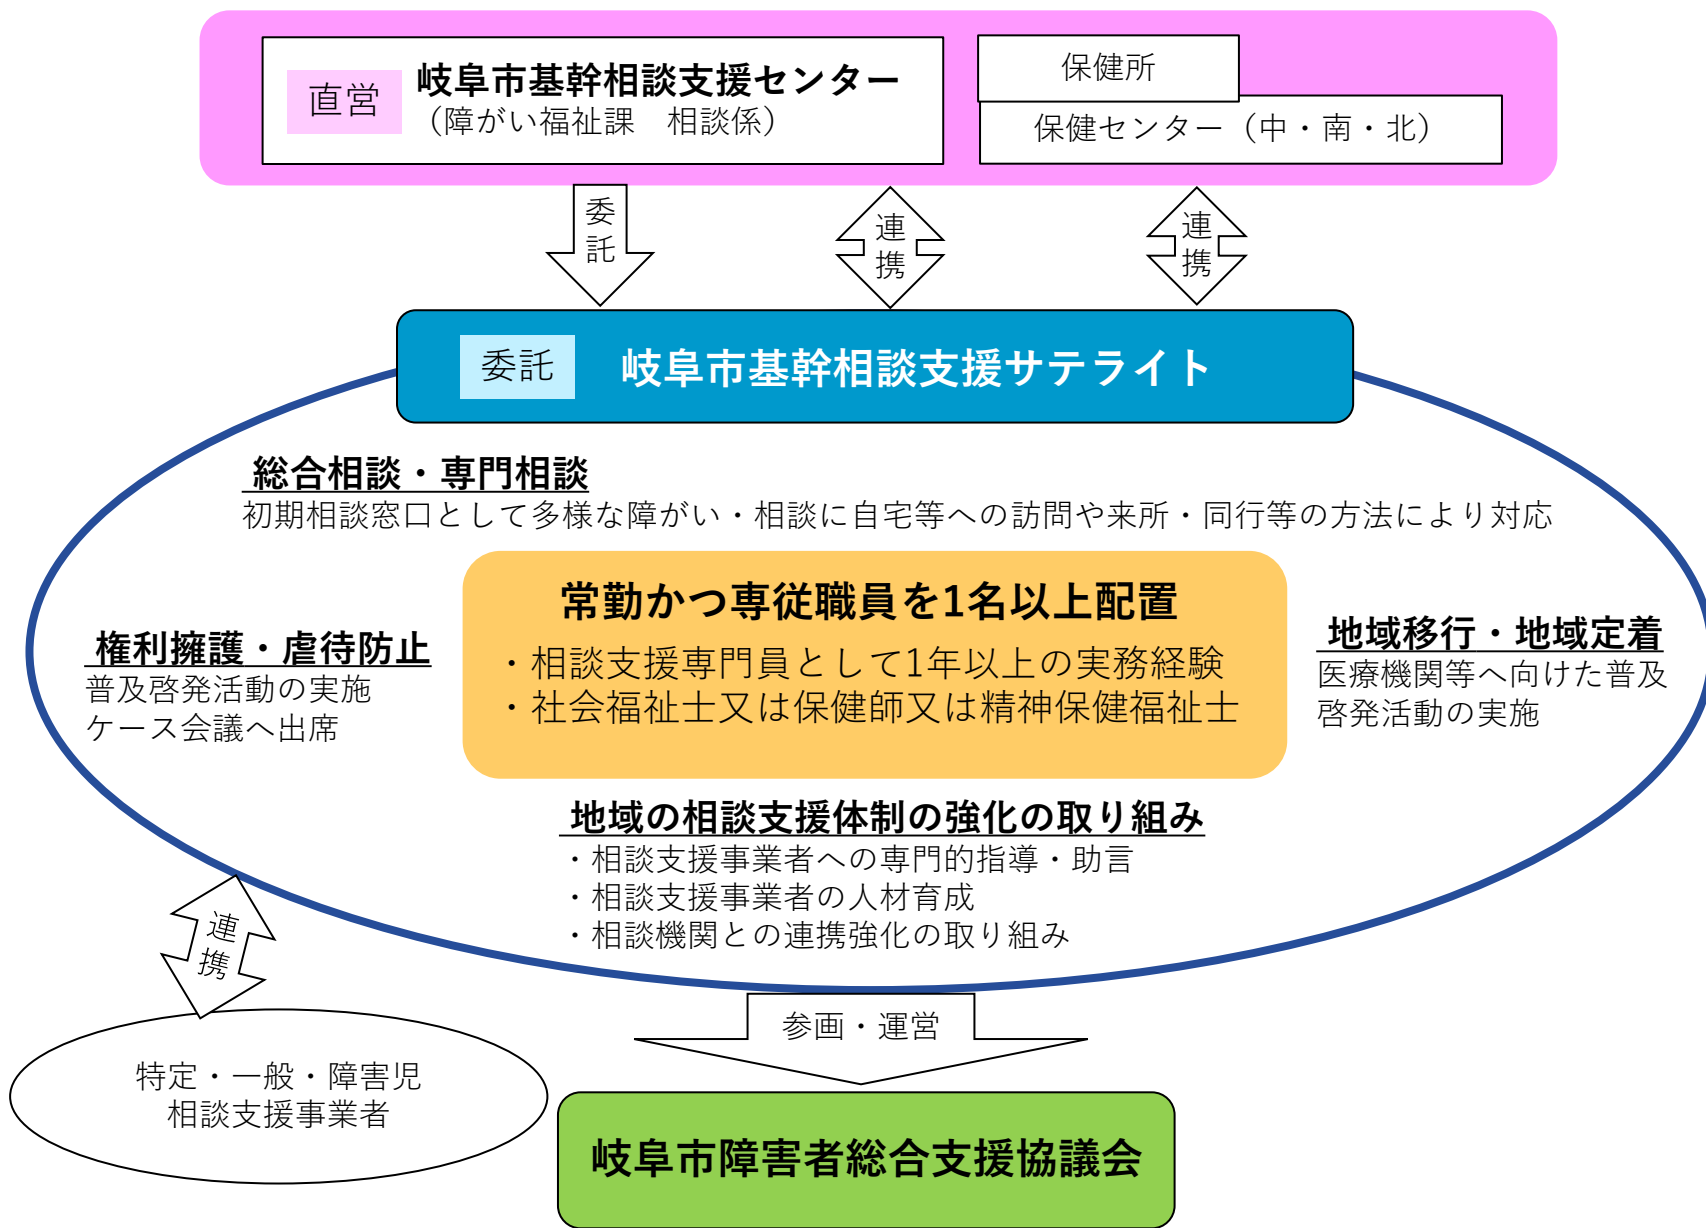 直営
岐阜市基幹相談支援センター
（障がい福祉課　相談係）
保健所
保健センター（中・南・北）
委託
連携
連携
委託
岐阜市基幹相談支援サテライト
総合相談・専門相談
初期相談窓口として多様な障がい・相談に自宅等への訪問や来所・同行等の方法により対応
常勤かつ専従職員を1名以上配置
・相談支援専門員として1年以上の実務経験
・社会福祉士又は保健師又は精神保健福祉士
権利擁護・虐待防止
普及啓発活動の実施
ケース会議へ出席
地域移行・地域定着
医療機関等へ向けた普及
啓発活動の実施
地域の相談支援体制の強化の取り組み
・相談支援事業者への専門的指導・助言
・相談支援事業者の人材育成
・相談機関との連携強化の取り組み
連携
参画・運営
特定・一般・障害児
相談支援事業者
岐阜市障害者総合支援協議会